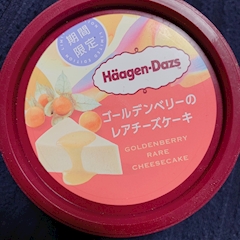 期間
限定
Häagen-Dazs
ゴールデンベリーの
レアチーズケーキ
GOLDENBERRY
RARE
CHEESECAKE